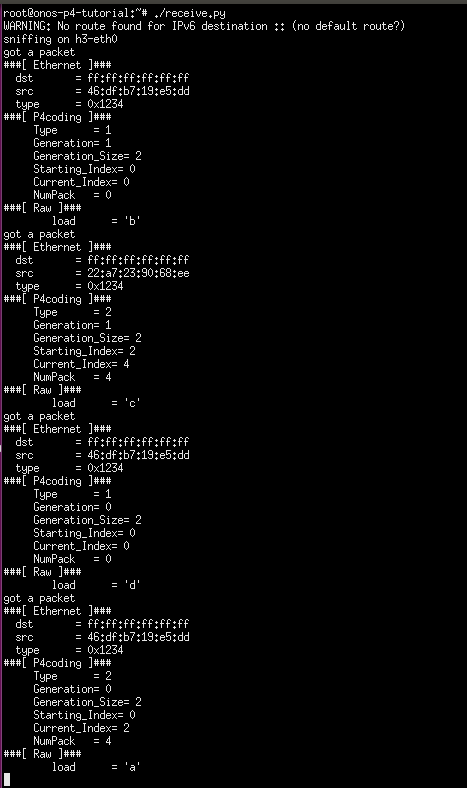 root@onos-p4-tutorial:~# ./receive.py
WARNING: No route found for IPv6 destination :: (no default route?)
sniffing on h3-eth0
got a packet
###[ Ethernet ]###
  dst       = ff:ff:ff:ff:ff:ff
  src       = 46:df:b7:19:e5:dd
  type      = 0x1234
###[ P4coding ]###
     Type      = 1
     Generation= 1
     Generation_Size= 2
     Starting_Index= 0
     Current_Index= 0
     NumPack   = 0
###[ Raw ]###
        load      = 'b'
got a packet
###[ Ethernet ]###
  dst       = ff:ff:ff:ff:ff:ff
  src       = 22:a7:23:90:68:ee
  type      = 0x1234
###[ P4coding ]###
     Type      = 2
     Generation= 1
     Generation_Size= 2
     Starting_Index= 2
     Current_Index= 4
     NumPack   = 4
###[ Raw ]###
        load      = 'c'
got a packet
###[ Ethernet ]###
  dst       = ff:ff:ff:ff:ff:ff
  src       = 46:df:b7:19:e5:dd
  type      = 0x1234
###[ P4coding ]###
     Type      = 1
     Generation= 0
     Generation_Size= 2
     Starting_Index= 0
     Current_Index= 0
     NumPack   = 0
###[ Raw ]###
        load      = 'd'
got a packet
###[ Ethernet ]###
  dst       = ff:ff:ff:ff:ff:ff
  src       = 46:df:b7:19:e5:dd
  type      = 0x1234
###[ P4coding ]###
     Type      = 2
     Generation= 0
     Generation_Size= 2
     Starting_Index= 0
     Current_Index= 2
     NumPack   = 4
###[ Raw ]###
        load      = 'a'